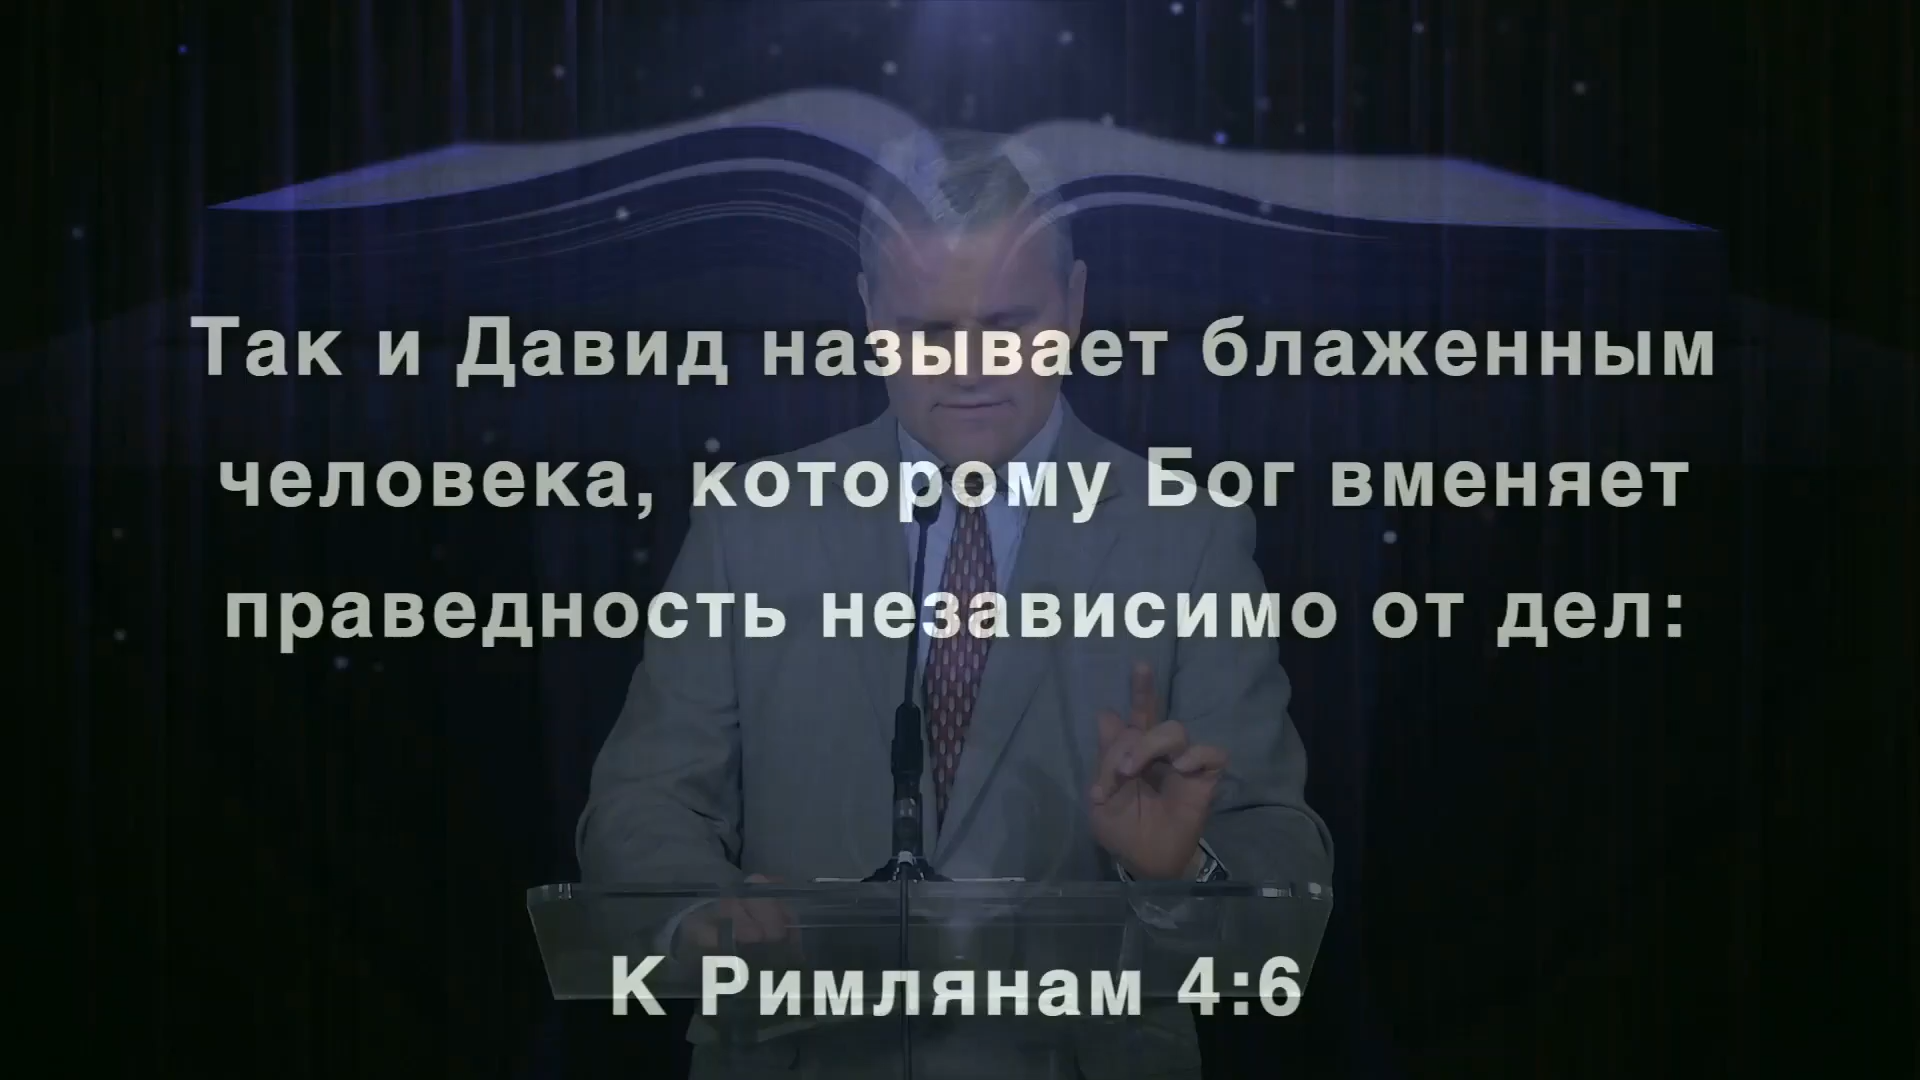 Так и Давид называет блаженным
человека, которому Бог вменяет
праведность независимо от дел:
К Римлянам 4:6